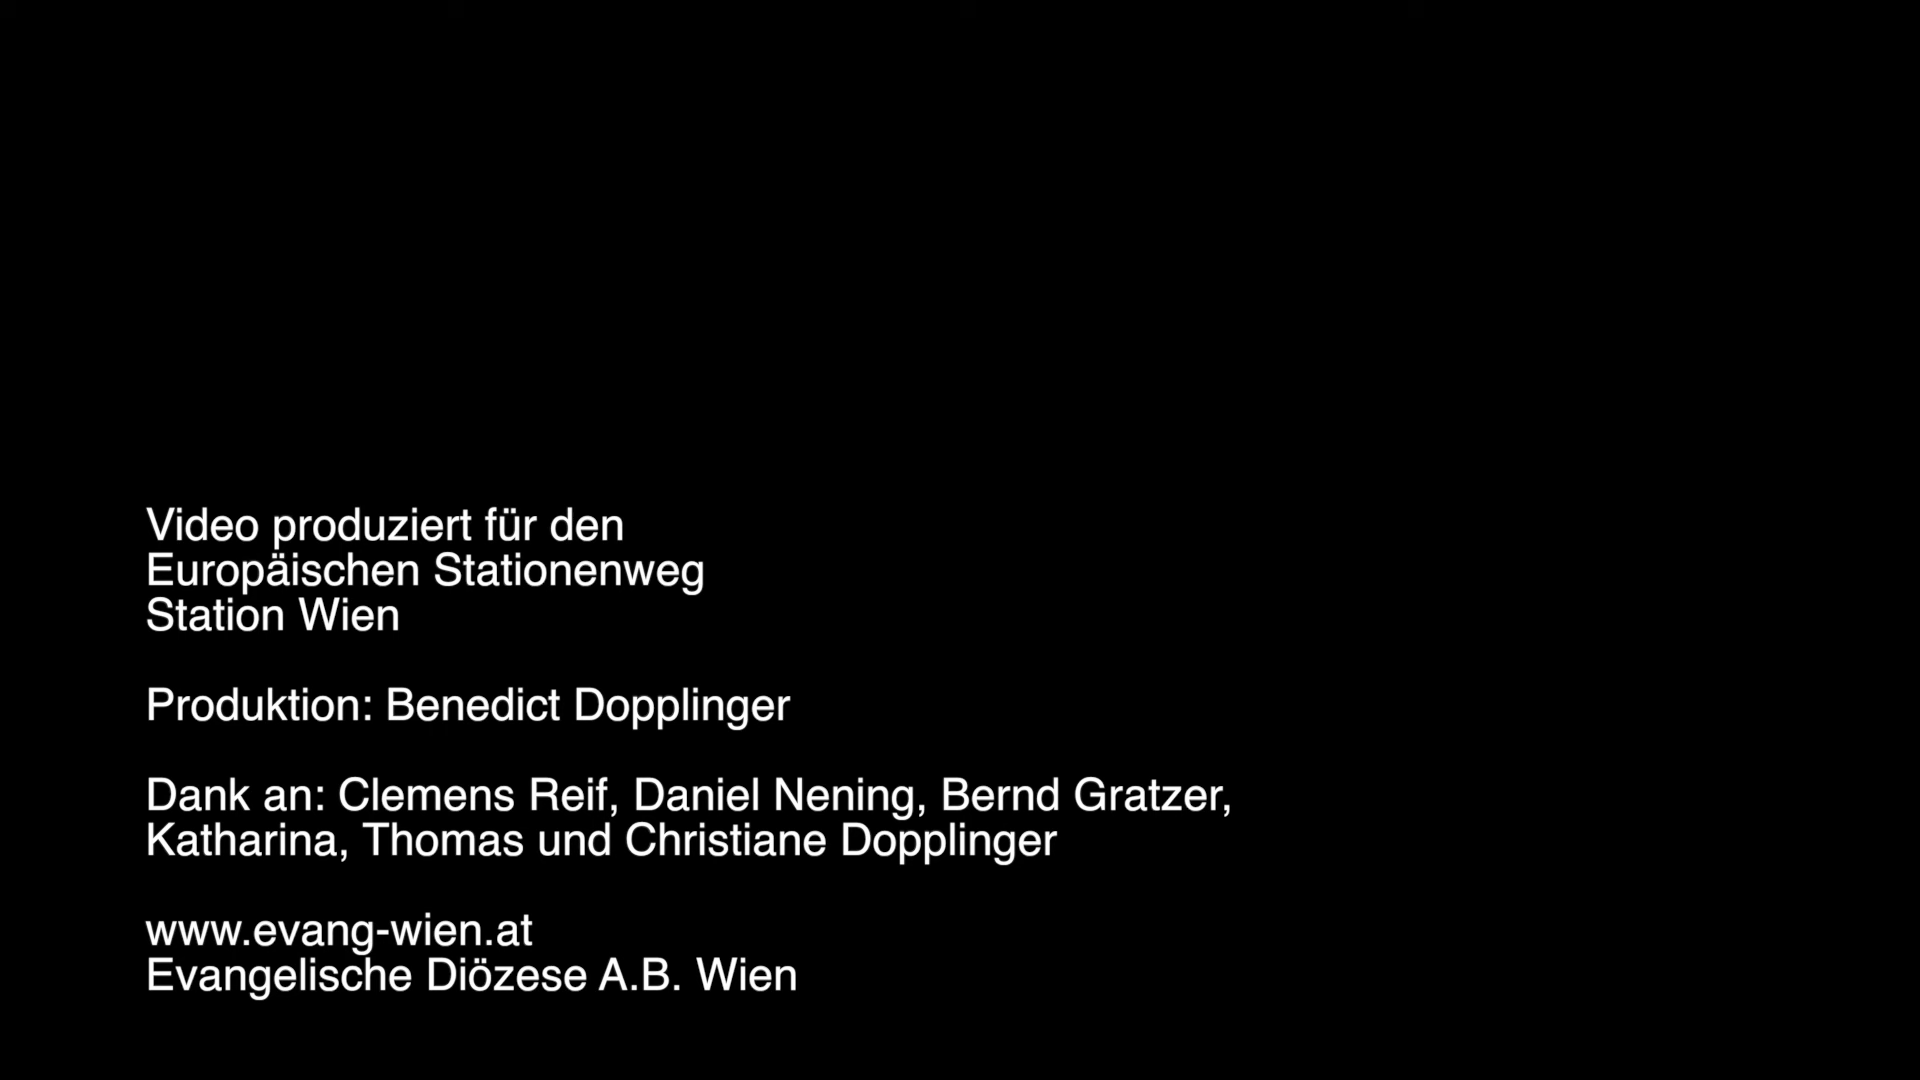 Video produziert für den
Europäischen Stationenweg
Station Wien
Produktion: Benedict Dopplinger
Dank an: Clemens Reif, Daniel Nening, Bernd Gratzer,
Katharina, Thomas und Christiane Dopplinger
www.evang-wien.at
Evangelische Diözese A.B. Wien